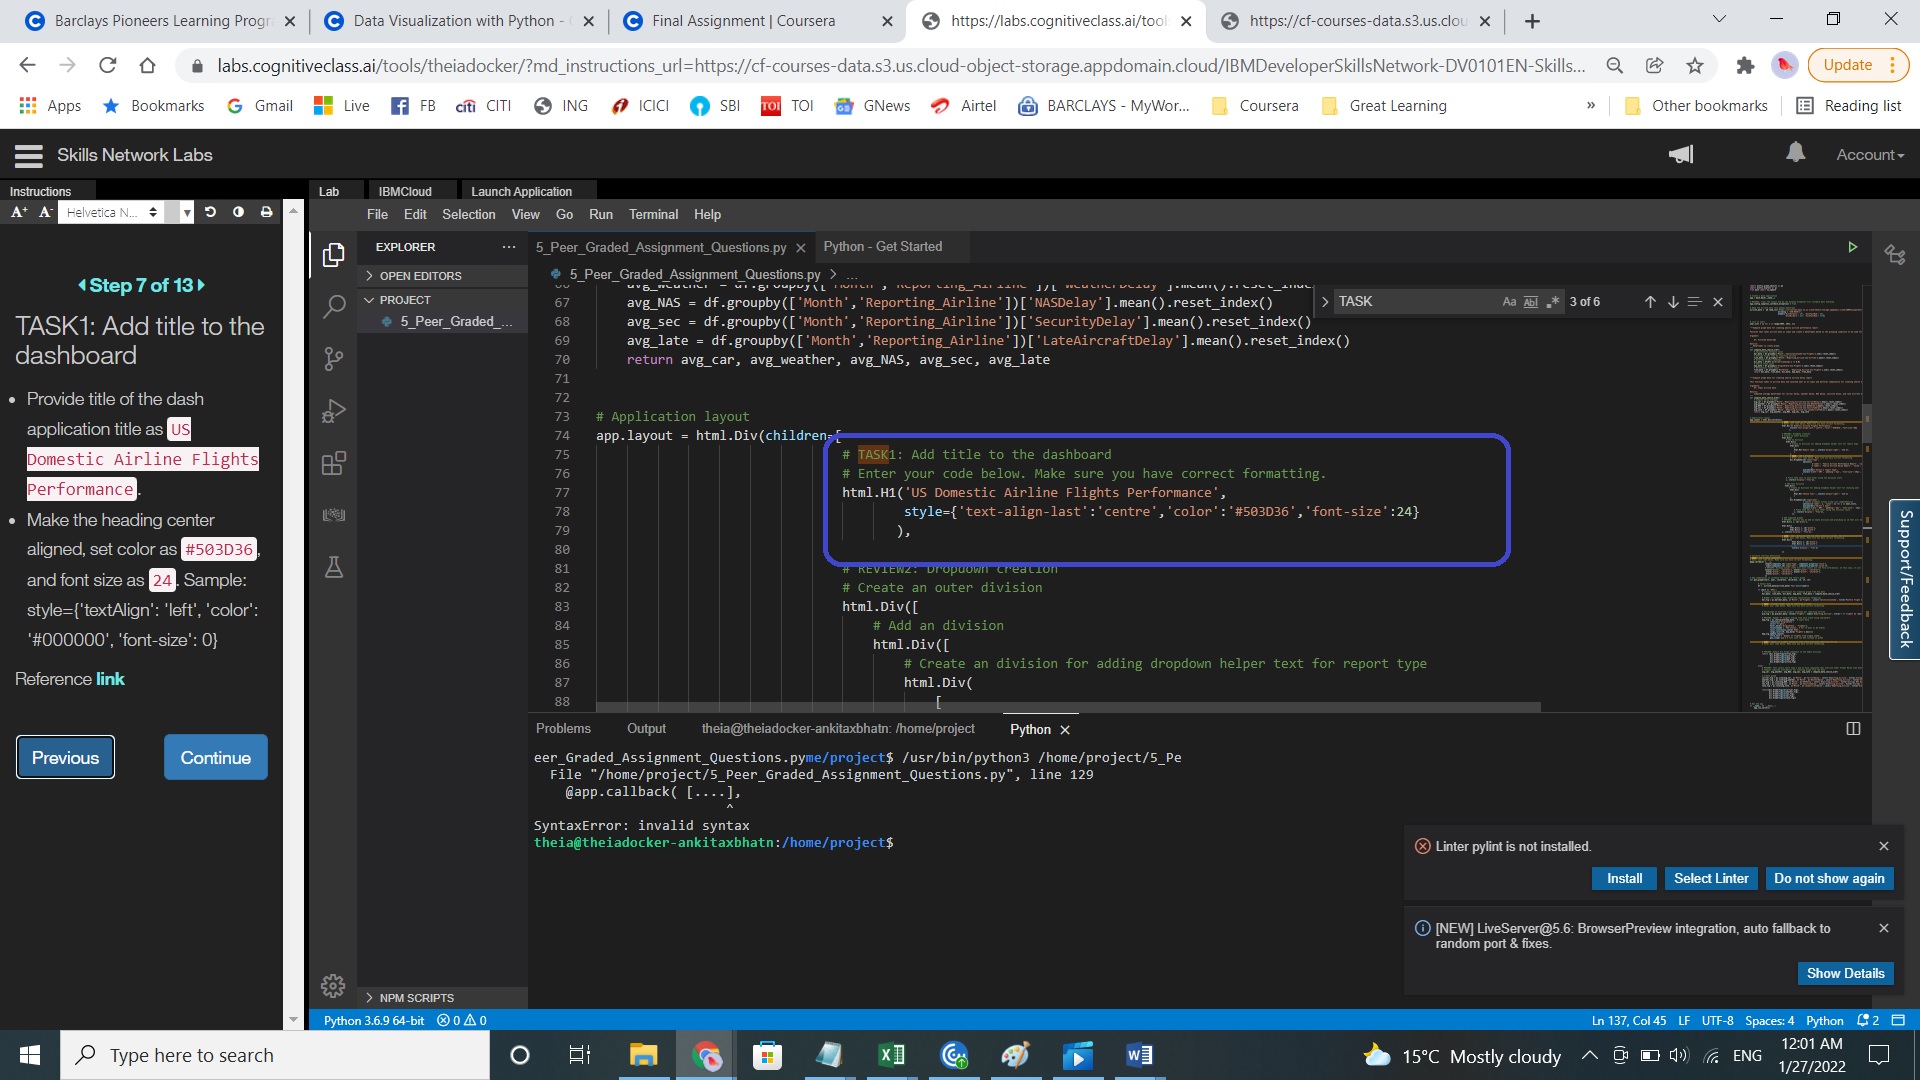 Barclays Pioneers Learning Progr
Data Visualization with Python - C
Final Assignment | Coursera
https://labs.cognitiveclass.ai/tool
https://cf-courses-data.s3.us.clou
labs.cognitiveclass.ai/tools/theiadocker/?md_instructions_url=https://cf-courses-data.s3.us.cloud-object-storage.appdomain.cloud/IBMDeveloperSkillsNetwork-DV0101EN-Skills...
Update
Apps Bookmarks Gmail Live FB citi CITI ING ICICI SBI TOI TOI GNews Airtel BARCLAYS - MyWor... Coursera Great Learning » Other bookmarks Reading list
Skills Network Labs
Account
Instructions Lab IBMCloud Launch Application
A+ A- Helvetica N...
File Edit Selection View Go Run Terminal Help
Step 7 of 13
TASK1: Add title to the
dashboard
• Provide title of the dash
application title as US
Domestic Airline Flights
Performance.
• Make the heading center
aligned, set color as #503D36,
and font size as 24. Sample:
style={'textAlign': 'left', 'color':
'#000000', 'font-size': 0}
Reference link
Previous Continue
EXPLORER ...
OPEN EDITORS
PROJECT
5_Peer_Graded_...
NPM SCRIPTS
5_Peer_Graded_Assignment_Questions.py Python - Get Started
5_Peer_Graded_Assignment_Questions.py > ...
TASK Aa Abl .* 3 of 6
66 avg_weather = df.groupby(['Month','Reporting_Airline'])['WeatherDelay'].mean().reset_inde
67 avg_NAS = df.groupby(['Month','Reporting_Airline'])['NASDelay'].mean().reset_index()
68 avg_sec = df.groupby(['Month','Reporting_Airline'])['SecurityDelay'].mean().reset_index()
69 avg_late = df.groupby(['Month','Reporting_Airline'])['LateAircraftDelay'].mean().reset_index()
70 return avg_car, avg_weather, avg_NAS, avg_sec, avg_late
71
72
73 # Application layout
74 app.layout = html.Div(children=[
75 # TASK1: Add title to the dashboard
76 # Enter your code below. Make sure you have correct formatting.
77 html.H1('US Domestic Airline Flights Performance',
78 style={'text-align-last':'centre','color':'#503D36','font-size':24}
79 ),
80
81 # REVIEW2: Dropdown creation
82 # Create an outer division
83 html.Div([
84 # Add an division
85 html.Div([
86 # Create an division for adding dropdown helper text for report type
87 html.Div(
88 [
Problems Output theia@theiadocker-ankitaxbhatn: /home/project Python
eer_Graded_Assignment_Questions.pyme/project$ /usr/bin/python3 /home/project/5_Pe
File "/home/project/5_Peer_Graded_Assignment_Questions.py", line 129
@app.callback( [....],
^
SyntaxError: invalid syntax
theia@theiadocker-ankitaxbhatn:/home/project$
Linter pylint is not installed.
Install Select Linter Do not show again
[NEW] LiveServer@5.6: BrowserPreview integration, auto fallback to
random port & fixes.
Show Details
Support/Feedback
Python 3.6.9 64-bit 0 0 Ln 137, Col 45 LF UTF-8 Spaces: 4 Python 2
Type here to search
15°C Mostly cloudy
ENG
12:01 AM
1/27/2022